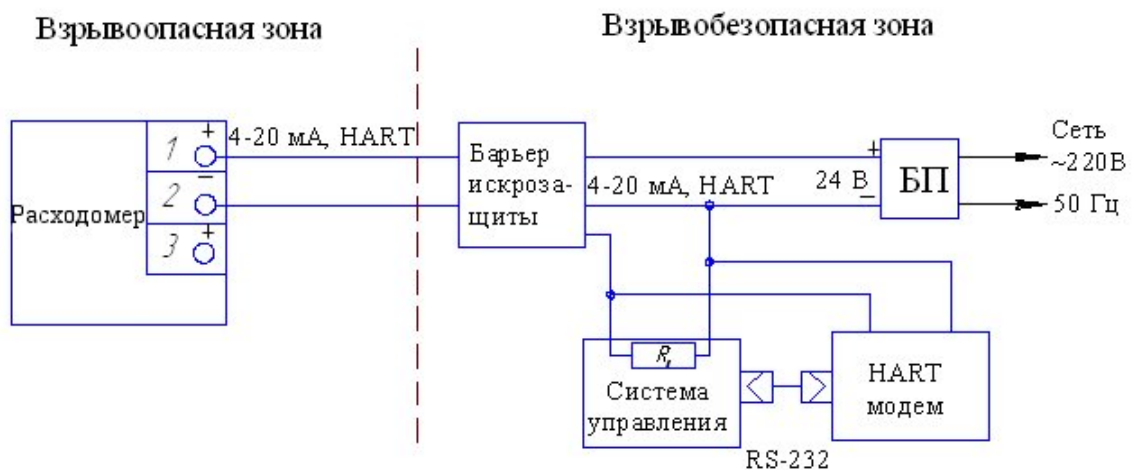 Взрывоопасная зона
Взрывобезопасная зона
Расходомер
1 +
2 −
3 +
4-20 мА, HART
Барьер
искроза-
щиты
4-20 мА, HART
24 В
+
−
БП
Сеть
~220В
50 Гц
Система
управления
HART
модем
RS-232